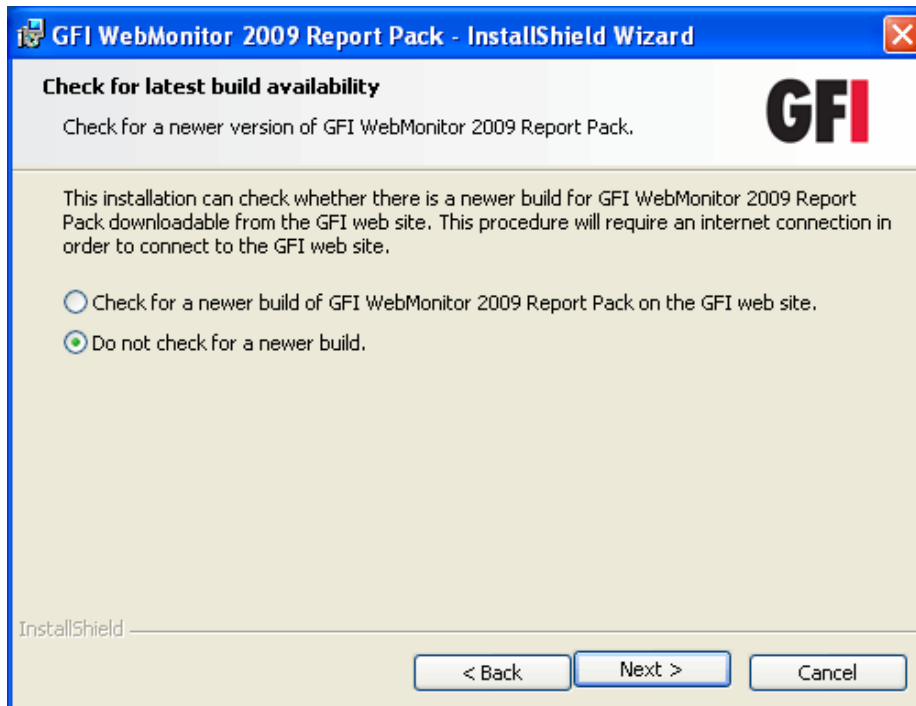 GFI WebMonitor 2009 Report Pack - InstallShield Wizard
Check for latest build availability
Check for a newer version of GFI WebMonitor 2009 Report Pack.
GFI
This installation can check whether there is a newer build for GFI WebMonitor 2009 Report
Pack downloadable from the GFI web site. This procedure will require an internet connection in
order to connect to the GFI web site.
Check for a newer build of GFI WebMonitor 2009 Report Pack on the GFI web site.
Do not check for a newer build.
InstallShield
< Back
Next >
Cancel